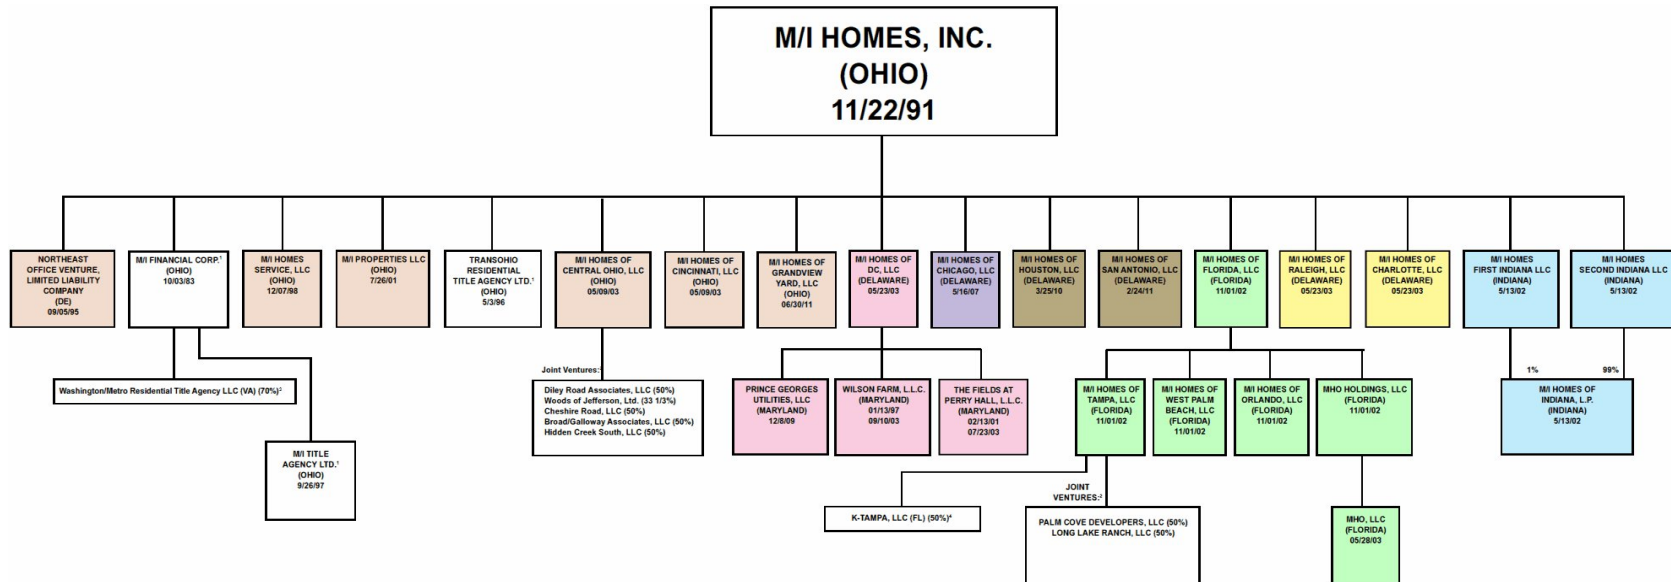 M/I HOMES, INC.
(OHIO)
11/22/91
NORTHEAST
OFFICE VENTURE,
LIMITED LIABILITY
COMPANY
(DE)
09/05/95
M/I FINANCIAL CORP.¹
(OHIO)
10/03/83
M/I HOMES
SERVICE, LLC
(OHIO)
12/07/98
M/I PROPERTIES LLC
(OHIO)
7/26/01
TRANSOHIO
RESIDENTIAL
TITLE AGENCY LTD.¹
(OHIO)
5/3/96
M/I HOMES OF
CENTRAL OHIO, LLC
(OHIO)
05/09/03
M/I HOMES OF
CINCINNATI, LLC
(OHIO)
05/09/03
M/I HOMES OF
GRANDVIEW
YARD, LLC
(OHIO)
06/30/11
M/I HOMES OF
DC, LLC
(DELAWARE)
05/23/03
M/I HOMES OF
CHICAGO, LLC
(DELAWARE)
5/16/07
M/I HOMES OF
HOUSTON, LLC
(DELAWARE)
3/25/10
M/I HOMES OF
SAN ANTONIO, LLC
(DELAWARE)
2/24/11
M/I HOMES OF
FLORIDA, LLC
(FLORIDA)
11/01/02
M/I HOMES OF
RALEIGH, LLC
(DELAWARE)
05/23/03
M/I HOMES OF
CHARLOTTE, LLC
(DELAWARE)
05/23/03
M/I HOMES
FIRST INDIANA LLC
(INDIANA)
5/13/02
M/I HOMES
SECOND INDIANA LLC
(INDIANA)
5/13/02
Washington/Metro Residential Title Agency LLC (VA) (70%)³
M/I TITLE
AGENCY LTD.¹
(OHIO)
9/26/97
Joint Ventures:
Diley Road Associates, LLC (50%)
Woods of Jefferson, Ltd. (33 1/3%)
Cheshire Road, LLC (50%)
Broad/Galloway Associates, LLC (50%)
Hidden Creek South, LLC (50%)
PRINCE GEORGES
UTILITIES, LLC
(MARYLAND)
12/8/09
WILSON FARM, L.L.C.
(MARYLAND)
01/13/97
09/10/03
THE FIELDS AT
PERRY HALL, L.L.C.
(MARYLAND)
02/13/01
07/23/03
M/I HOMES OF
TAMPA, LLC
(FLORIDA)
11/01/02
M/I HOMES OF
WEST PALM
BEACH, LLC
(FLORIDA)
11/01/02
M/I HOMES OF
ORLANDO, LLC
(FLORIDA)
11/01/02
MHO HOLDINGS, LLC
(FLORIDA)
11/01/02
1%
99%
M/I HOMES OF
INDIANA, L.P.
(INDIANA)
5/13/02
K-TAMPA, LLC (FL) (50%)⁴
JOINT
VENTURES:²
PALM COVE DEVELOPERS, LLC (50%)
LONG LAKE RANCH, LLC (50%)
MHO, LLC
(FLORIDA)
05/28/03